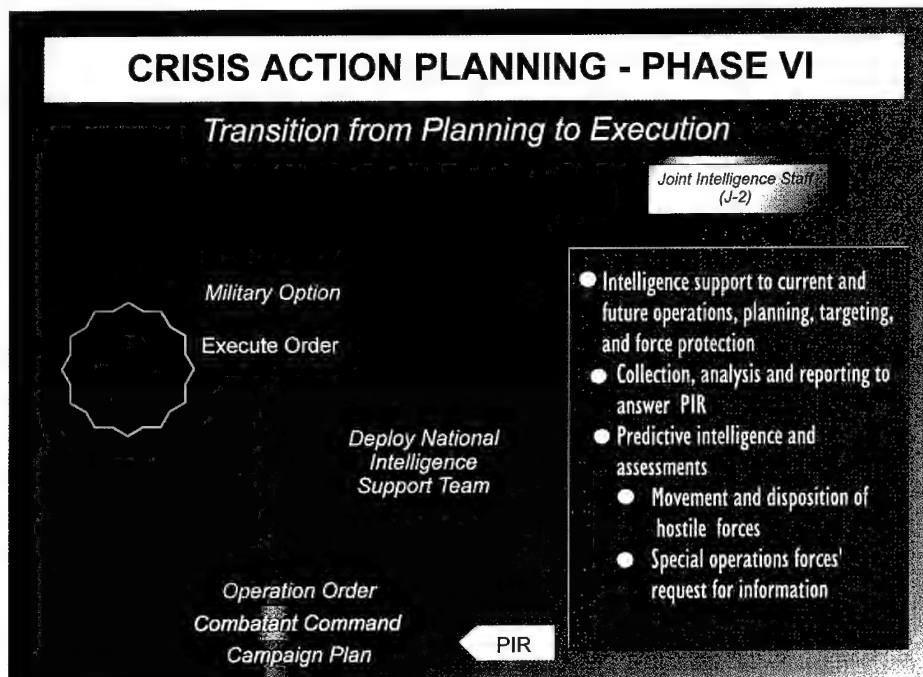 CRISIS ACTION PLANNING - PHASE VI
Transition from Planning to Execution
Joint Intelligence Staff
(J-2)
Military Option
Execute Order
Deploy National
Intelligence
Support Team
Operation Order
Combatant Command
Campaign Plan
PIR
Intelligence support to current and
future operations, planning, targeting,
and force protection
Collection, analysis and reporting to
answer PIR
Predictive intelligence and
assessments
Movement and disposition of
hostile forces
Special operations forces'
request for information